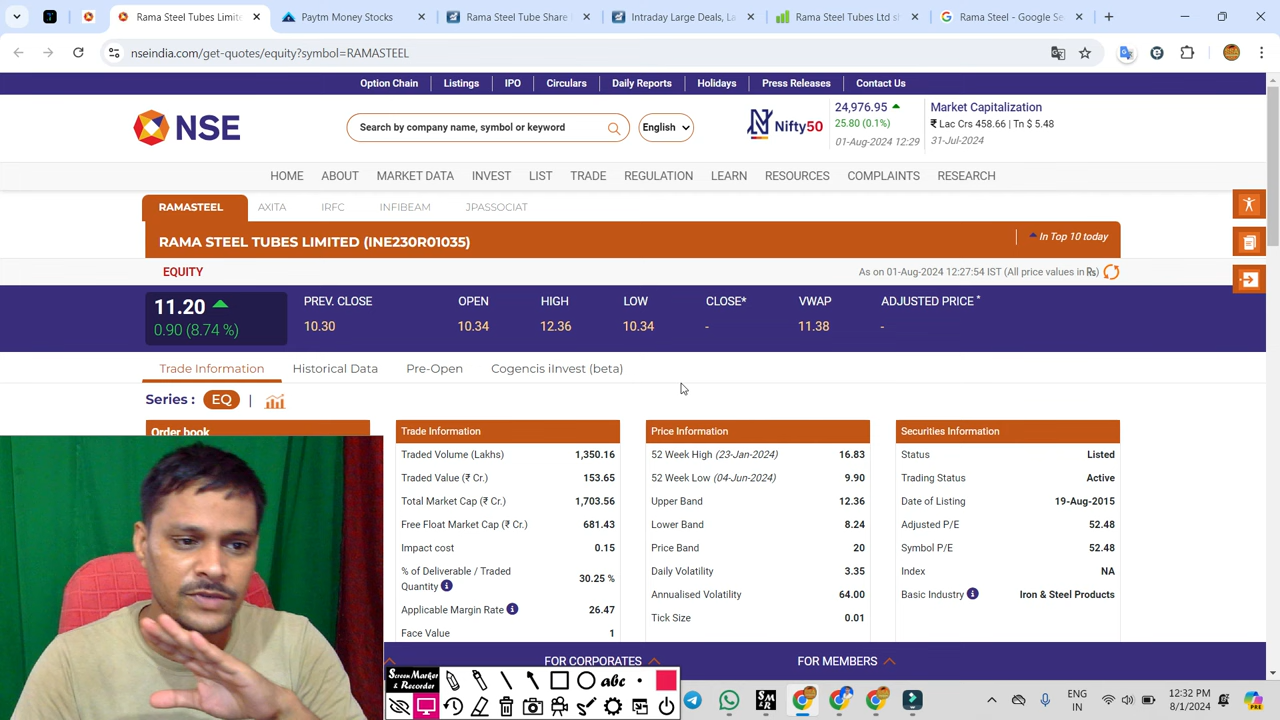 Rama Steel Tubes Limite
Paytm Money Stocks
Rama Steel Tube Share
Intraday Large Deals, La
Rama Steel Tubes Ltd s
Rama Steel - Google Se
nseindia.com/get-quotes/equity?symbol=RAMASTEEL
Option Chain | Listings | IPO | Circulars | Daily Reports | Holidays | Press Releases | Contact Us
NSE
Search by company name, symbol or keyword
English
Nifty50
24,976.95
25.80 (0.1%)
01-Aug-2024 12:29
Market Capitalization
₹ Lac Crs 458.66 | Tn $ 5.48
31-Jul-2024
HOME ABOUT MARKET DATA INVEST LIST TRADE REGULATION LEARN RESOURCES COMPLAINTS RESEARCH
RAMASTEEL AXITA IRFC INFIBEAM JPASSOCIAT
RAMA STEEL TUBES LIMITED (INE230R01035)
In Top 10 today
EQUITY
As on 01-Aug-2024 12:27:54 IST (All price values in ₨)
11.20
0.90 (8.74 %)
PREV. CLOSE OPEN HIGH LOW CLOSE* VWAP ADJUSTED PRICE *
10.30 10.34 12.36 10.34 - 11.38 -
Trade Information Historical Data Pre-Open Cogencis iInvest (beta)
Series : EQ |
Order book
Trade Information
Traded Volume (Lakhs) 1,350.16
Traded Value (₹ Cr.) 153.65
Total Market Cap (₹ Cr.) 1,703.56
Free Float Market Cap (₹ Cr.) 681.43
Impact cost 0.15
% of Deliverable / Traded
Quantity 30.25 %
Applicable Margin Rate 26.47
Face Value 1
Price Information
52 Week High (23-Jan-2024) 16.83
52 Week Low (04-Jun-2024) 9.90
Upper Band 12.36
Lower Band 8.24
Price Band 20
Daily Volatility 3.35
Annualised Volatility 64.00
Tick Size 0.01
Securities Information
Status Listed
Trading Status Active
Date of Listing 19-Aug-2015
Adjusted P/E 52.48
Symbol P/E 52.48
Index NA
Basic Industry Iron & Steel Products
FOR CORPORATES
FOR MEMBERS
Screen Marker
& Recorder
abc
S M
R
ENG
IN
12:32 PM
8/1/2024
PRE